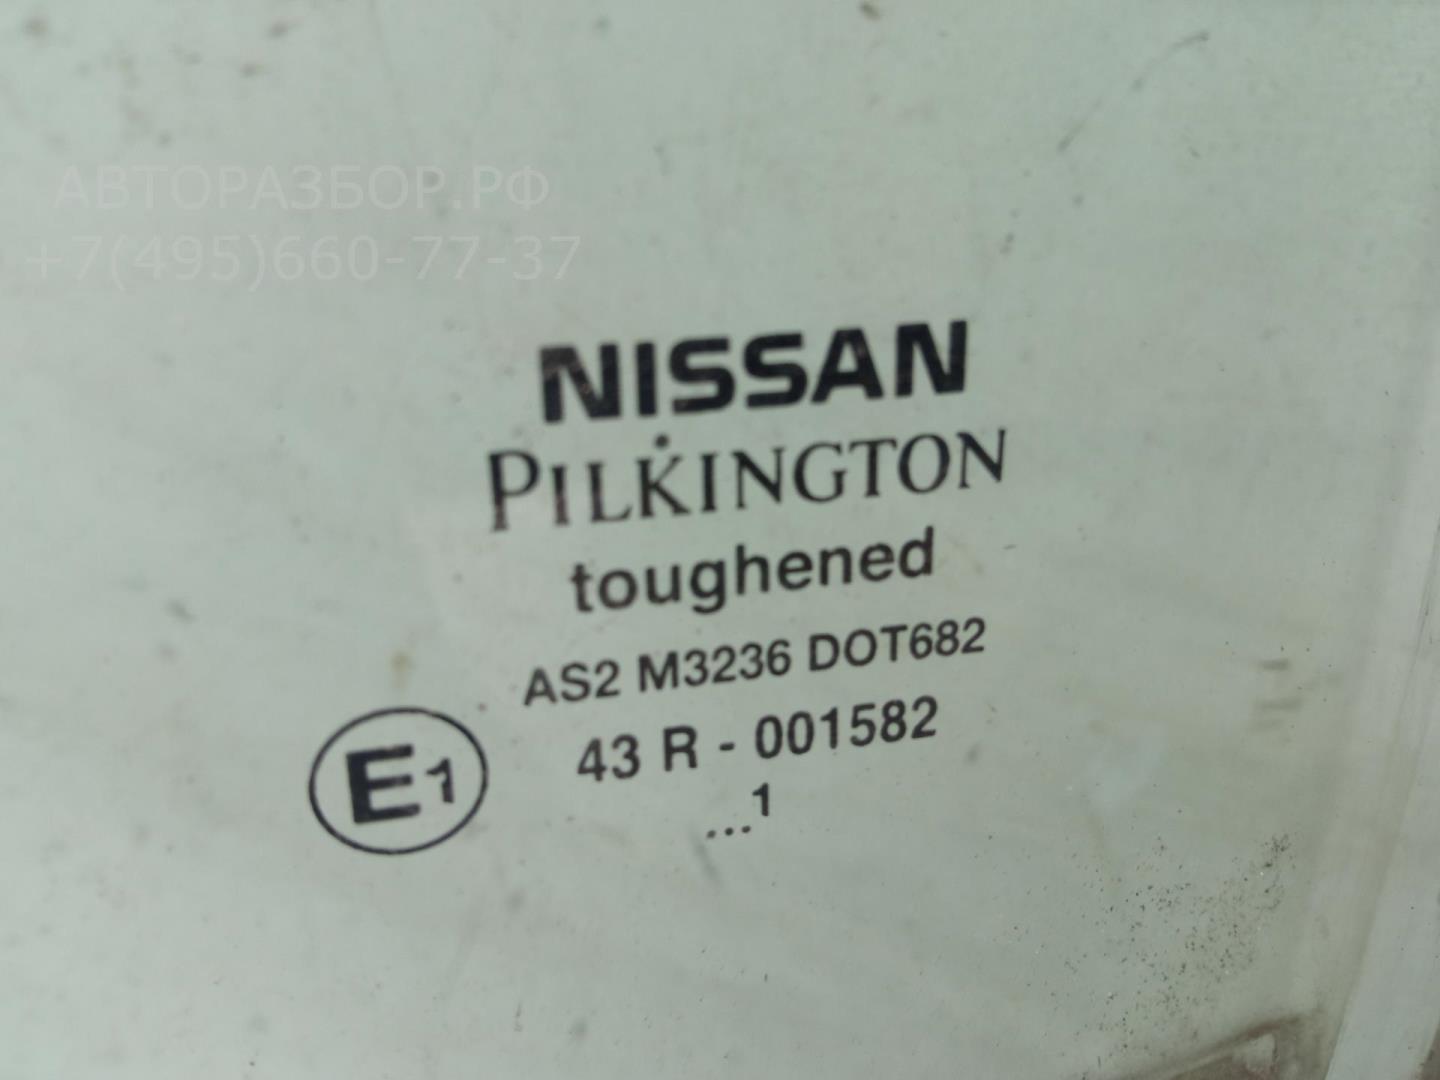 АВТОРАЗБОР.РФ
+7(495)660-77-37
NISSAN
PILKINGTON
toughened
AS2 M3236 DOT682
43 R - 001582
E1
...1